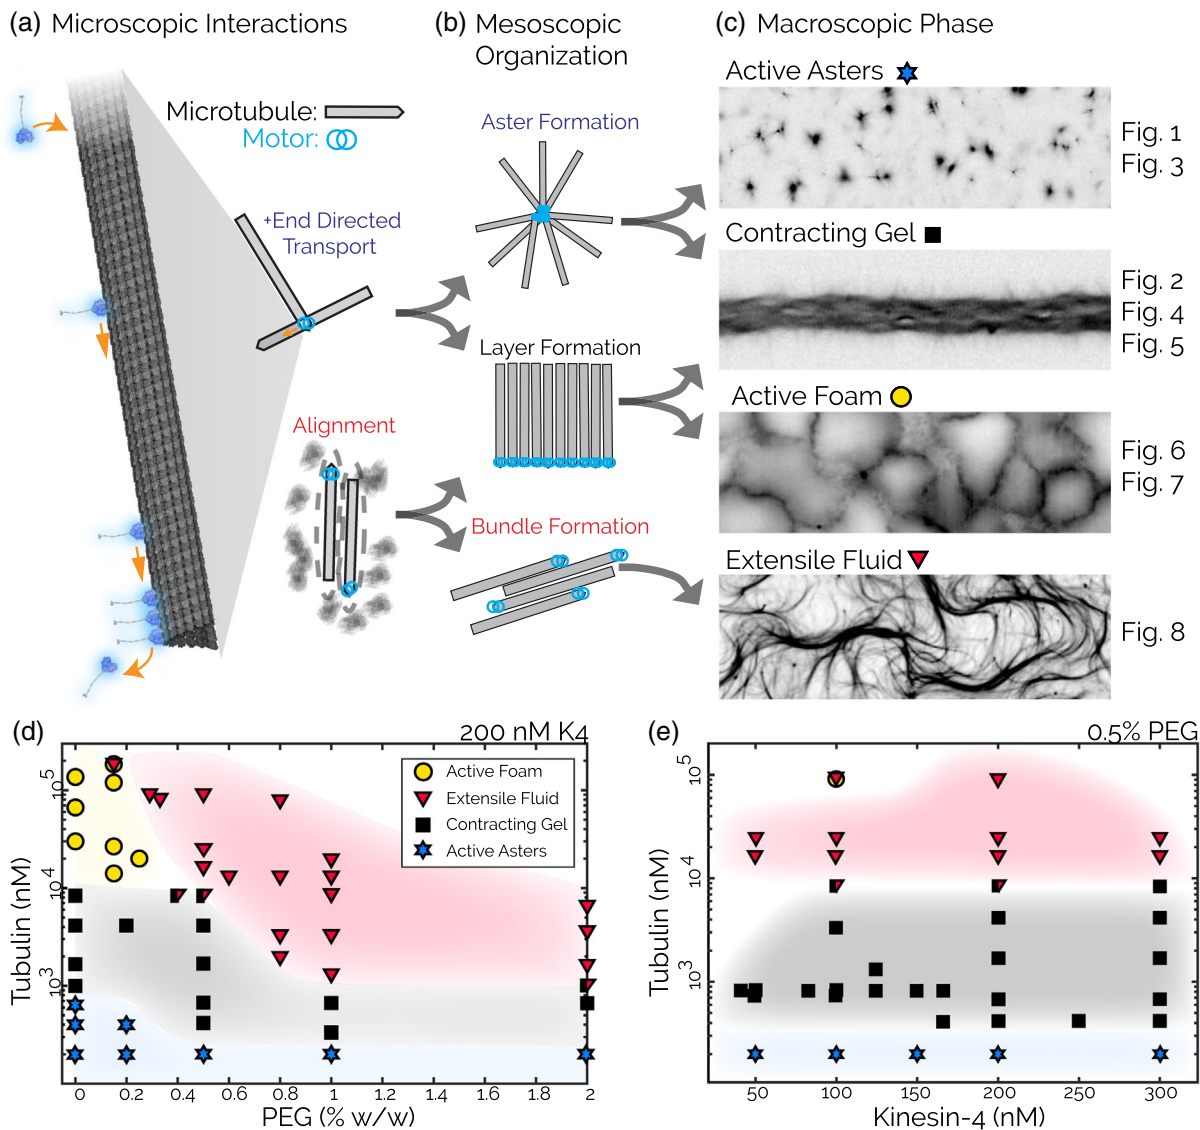 (a) Microscopic Interactions
(b) Mesoscopic
Organization
(c) Macroscopic Phase
Microtubule:
Motor:
+End Directed
Transport
Alignment
Aster Formation
Layer Formation
Bundle Formation
Active Asters
Fig. 1
Fig. 3
Contracting Gel
Fig. 2
Fig. 4
Fig. 5
Active Foam
Fig. 6
Fig. 7
Extensile Fluid
Fig. 8
(d)
200 nM K4
Active Foam
Extensile Fluid
Contracting Gel
Active Asters
Tubulin (nM)
10^5
10^4
10^3
0 0.2 0.4 0.6 0.8 1 1.2 1.4 1.6 1.8 2
PEG (% w/w)
(e)
0.5% PEG
Tubulin (nM)
10^5
10^4
10^3
50 100 150 200 250 300
Kinesin-4 (nM)